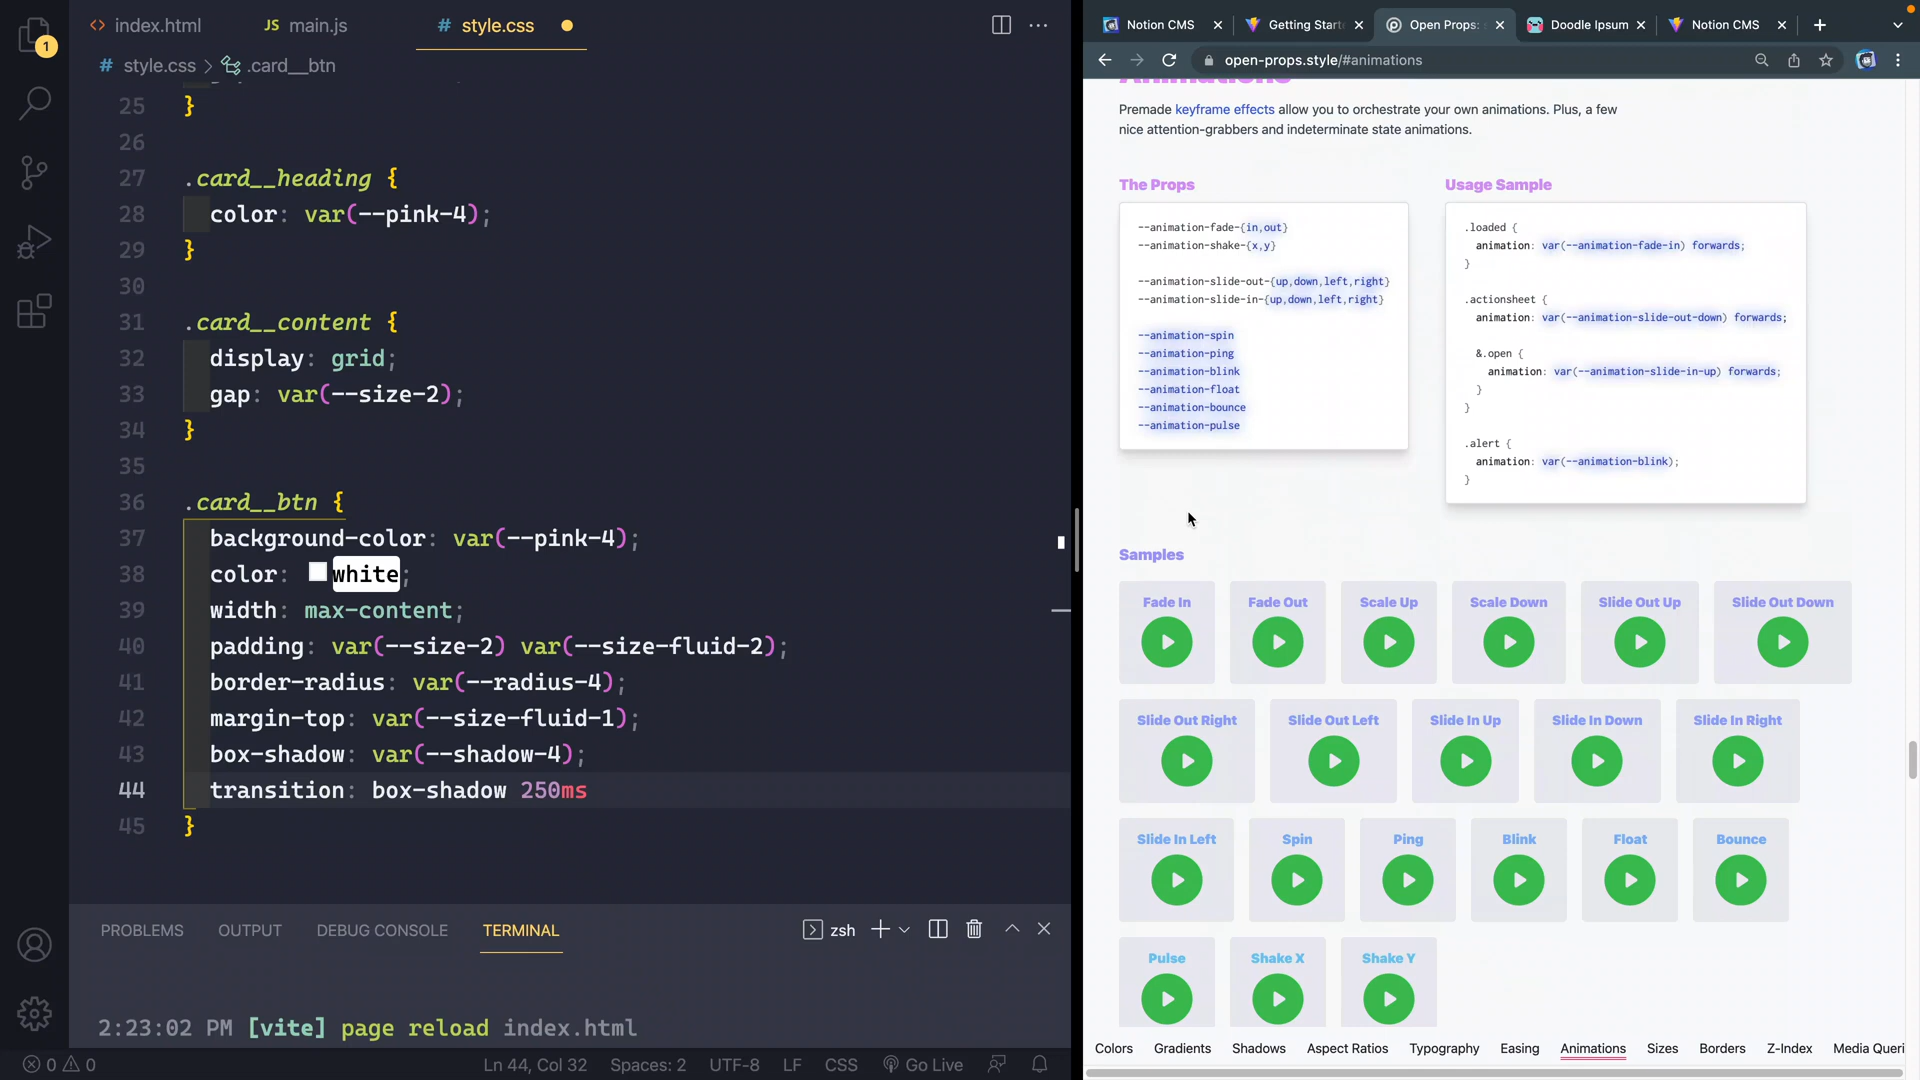 1
index.html
JS main.js
# style.css
# style.css > .card__btn
25 }
26
27 .card__heading {
28 color: var(--pink-4);
29 }
30
31 .card__content {
32 display: grid;
33 gap: var(--size-2);
34 }
35
36 .card__btn {
37 background-color: var(--pink-4);
38 color: white;
39 width: max-content;
40 padding: var(--size-2) var(--size-fluid-2);
41 border-radius: var(--radius-4);
42 margin-top: var(--size-fluid-1);
43 box-shadow: var(--shadow-4);
44 transition: box-shadow 250ms
45 }
PROBLEMS OUTPUT DEBUG CONSOLE TERMINAL
zsh
2:23:02 PM [vite] page reload index.html
0 0 Ln 44, Col 32 Spaces: 2 UTF-8 LF CSS Go Live
Notion CMS
Getting Start
Open Props:
Doodle Ipsum
Notion CMS
open-props.style/#animations
Animations
Premade keyframe effects allow you to orchestrate your own animations. Plus, a few
nice attention-grabbers and indeterminate state animations.
The Props
--animation-fade-{in,out}
--animation-shake-{x,y}
--animation-slide-out-{up,down,left,right}
--animation-slide-in-{up,down,left,right}
--animation-spin
--animation-ping
--animation-blink
--animation-float
--animation-bounce
--animation-pulse
Usage Sample
.loaded {
animation: var(--animation-fade-in) forwards;
}
.actionsheet {
animation: var(--animation-slide-out-down) forwards;
&.open {
animation: var(--animation-slide-in-up) forwards;
}
}
.alert {
animation: var(--animation-blink);
}
Samples
Fade In Fade Out Scale Up Scale Down Slide Out Up Slide Out Down
Slide Out Right Slide Out Left Slide In Up Slide In Down Slide In Right
Slide In Left Spin Ping Blink Float Bounce
Pulse Shake X Shake Y
Colors Gradients Shadows Aspect Ratios Typography Easing Animations Sizes Borders Z-Index Media Queri